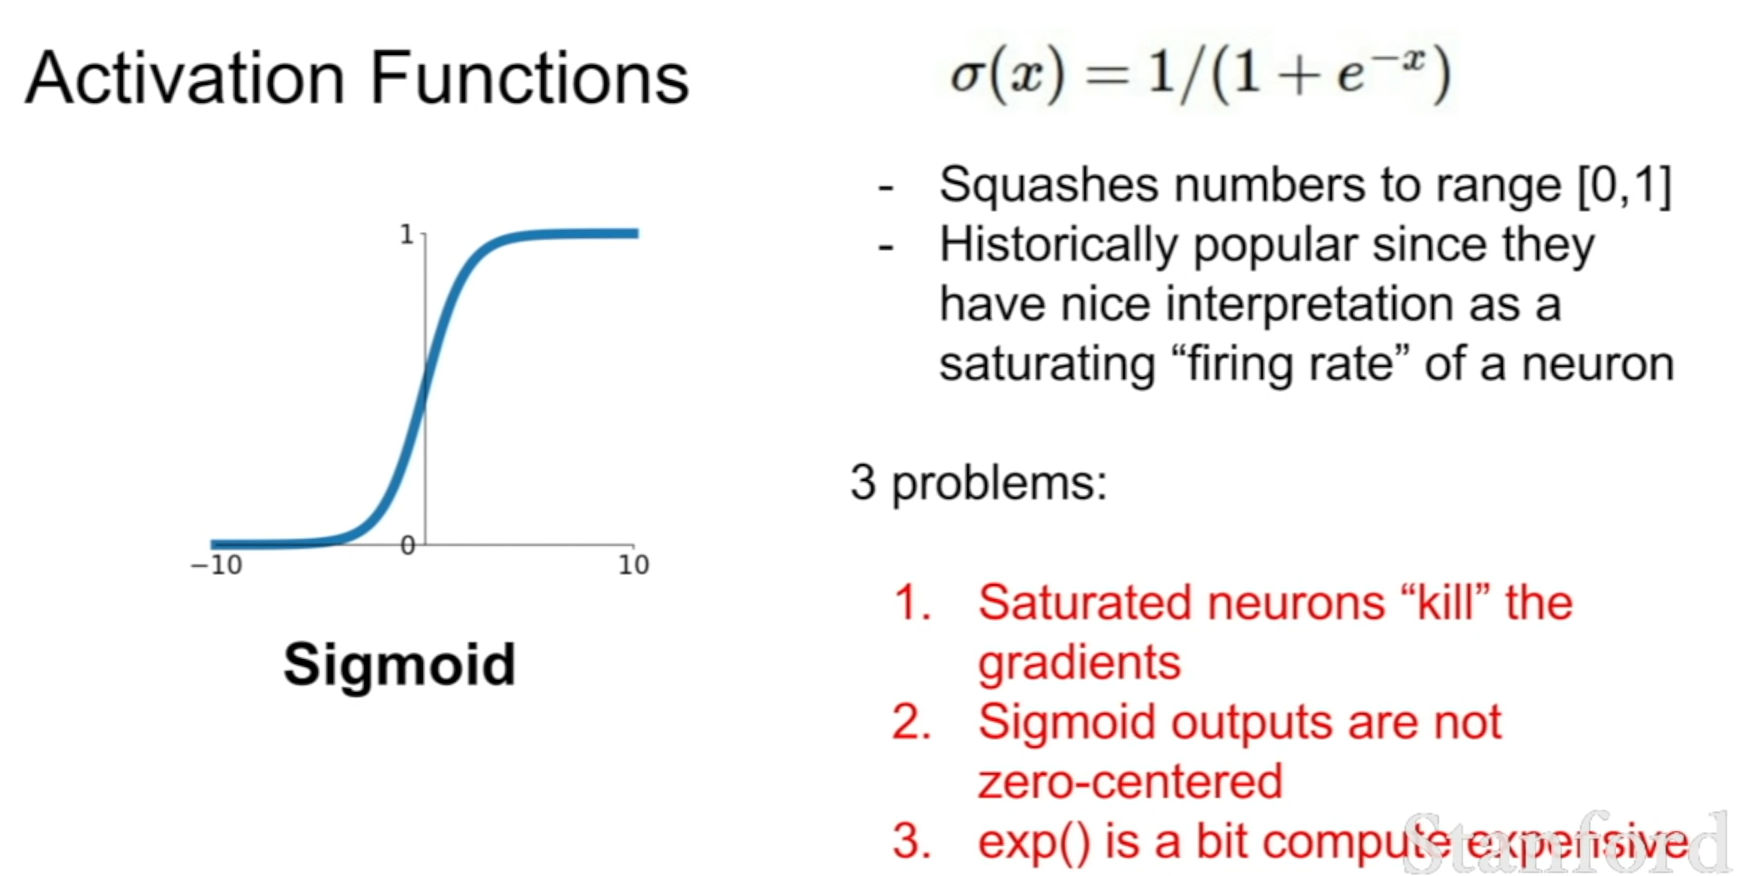 Activation Functions
σ(x) = 1/(1 + e^{−x})
- Squashes numbers to range [0,1]
- Historically popular since they
have nice interpretation as a
saturating “firing rate” of a neuron
1
0
−10
10
Sigmoid
3 problems:
1. Saturated neurons “kill” the
gradients
2. Sigmoid outputs are not
zero-centered
3. exp() is a bit compute expensive
Stanford